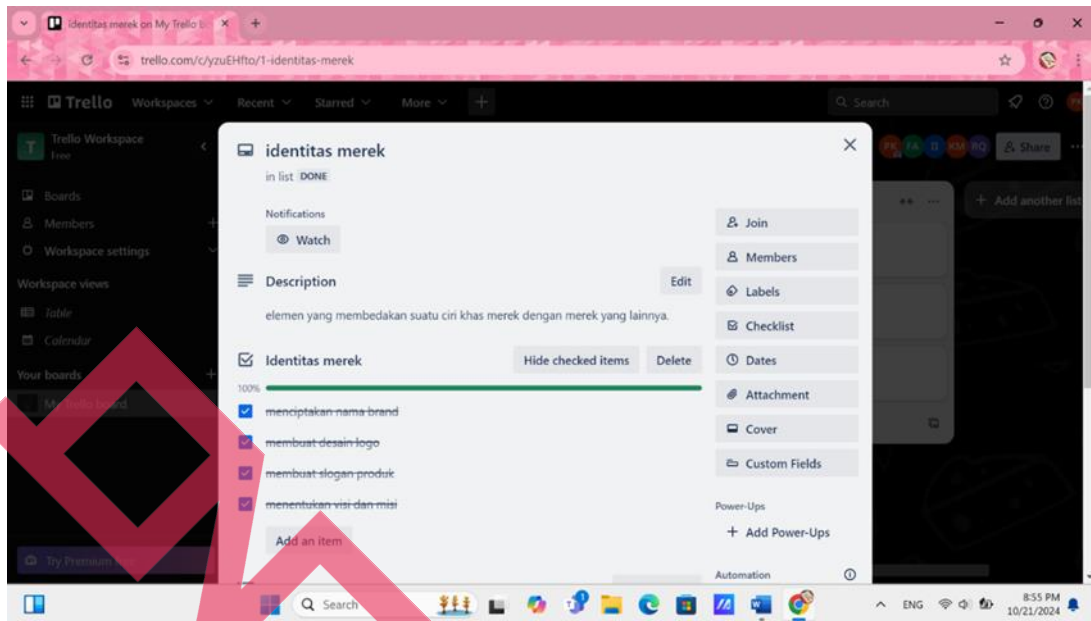 identitas merek on My Trello b
trello.com/c/yzuEHfto/1-identitas-merek
Trello Workspaces Recent Starred More + Search
T Trello Workspace
Free
PK FA II KM RQ Share
Boards
Members +
Workspace settings
Workspace views
Table
Calendar
Your boards +
My Trello board
Try Premium
+ Add another list
identitas merek
in list DONE
Notifications
Watch
Description Edit
elemen yang membedakan suatu ciri khas merek dengan merek yang lainnya.
Identitas merek Hide checked items Delete
100%
menciptakan nama brand
membuat desain logo
membuat slogan produk
menentukan visi dan misi
Add an item
Join
Members
Labels
Checklist
Dates
Attachment
Cover
Custom Fields
Power-Ups
+ Add Power-Ups
Automation
Search
ENG
8:55 PM
10/21/2024